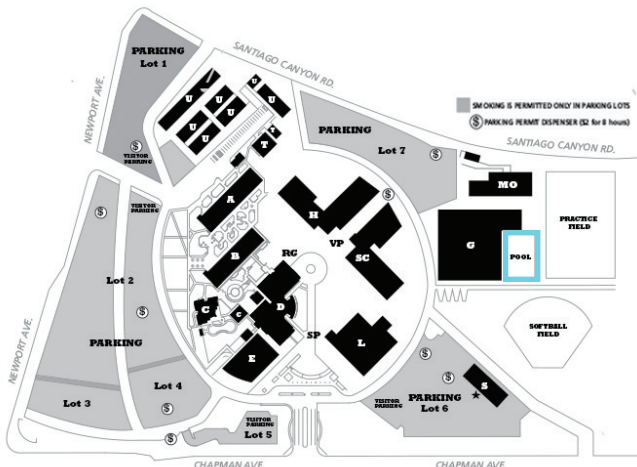 PARKING
Lot 1
NEWPORT AVE.
SANTIAGO CANYON RD.
SMOKING IS PERMITTED ONLY IN PARKING LOTS
$ PARKING PERMIT DISPENSER ($2 for 8 hours)
SANTIAGO CANYON RD.
U
U
U
U
U
U
U
U
T
T
$
VISITOR
PARKING
PARKING
Lot 7
$
MO
VISITOR
PARKING
$
A
H
$
PRACTICE
FIELD
G
VP
B
RG
SC
POOL
Lot 2
C
C
D
$
SP
L
SOFTBALL
FIELD
PARKING
E
$
$
S
Lot 4
PARKING
Lot 6
VISITOR
PARKING
Lot 3
$
VISITOR
PARKING
Lot 5
$
NEWPORT AVE.
CHAPMAN AVE.
CHAPMAN AVE.